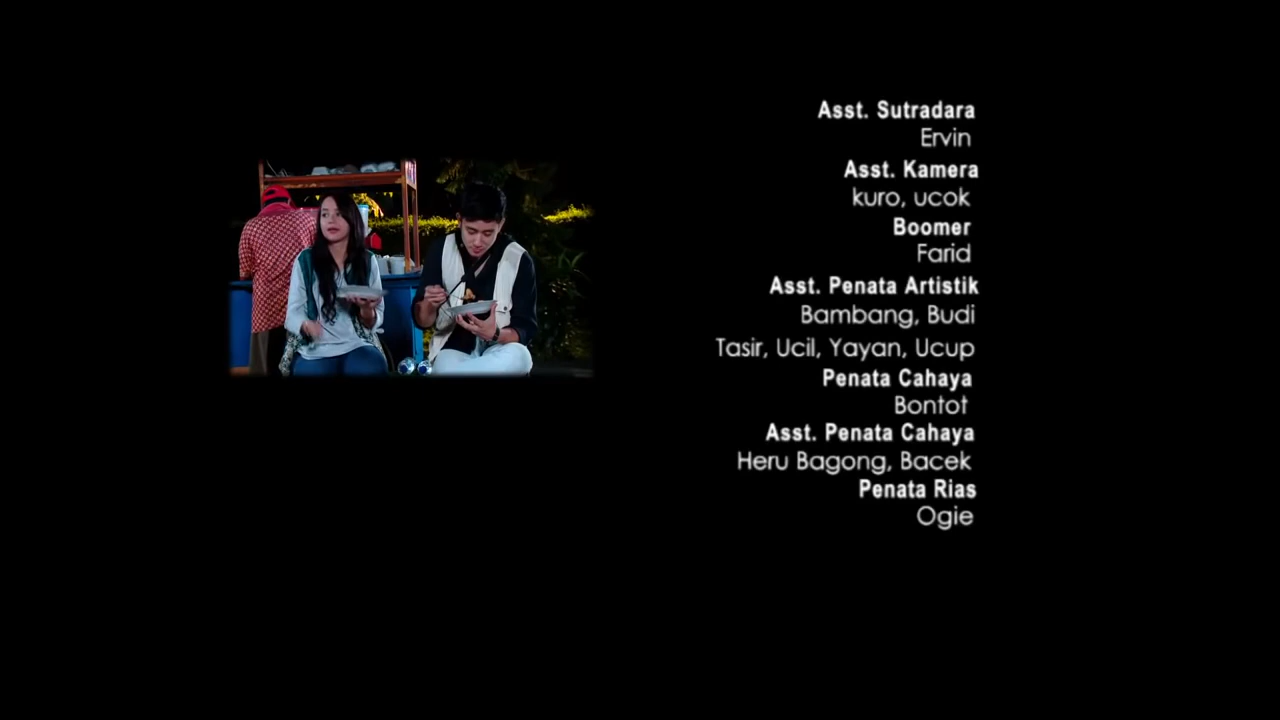 Asst. Sutradara
Ervin
Asst. Kamera
kuro, ucok
Boomer
Farid
Asst. Penata Artistik
Bambang, Budi
Tasir, Ucil, Yayan, Ucup
Penata Cahaya
Bontot
Asst. Penata Cahaya
Heru Bagong, Bacek
Penata Rias
Ogie